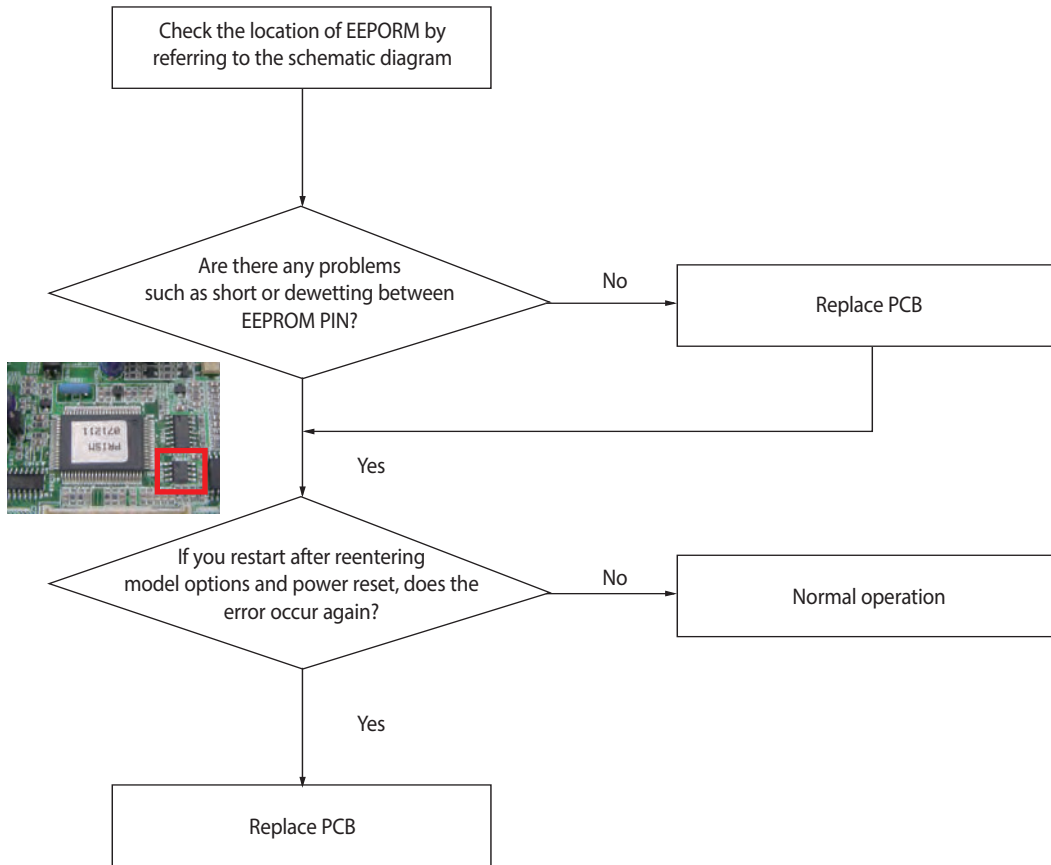 Check the location of EEPORM by
referring to the schematic diagram
Are there any problems
such as short or dewetting between
EEPROM PIN?
No
Replace PCB
Yes
PRISM
071211
If you restart after reentering
model options and power reset, does the
error occur again?
No
Normal operation
Yes
Replace PCB